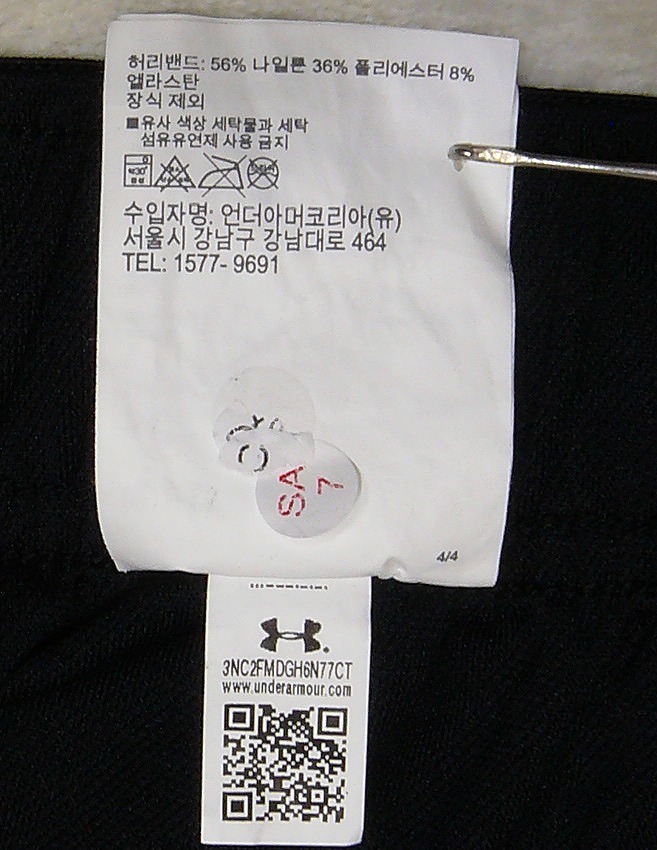 허리밴드: 56% 나일론 36% 폴리에스터 8%
엘라스탄
장식 제외
■유사 색상 세탁물과 세탁
섬유유연제 사용 금지
수입자명: 언더아머코리아(유)
서울시 강남구 강남대로 464
TEL: 1577- 9691
SA
7
4/4
3NC2FMDGH6N77CT
www.underarmour.com